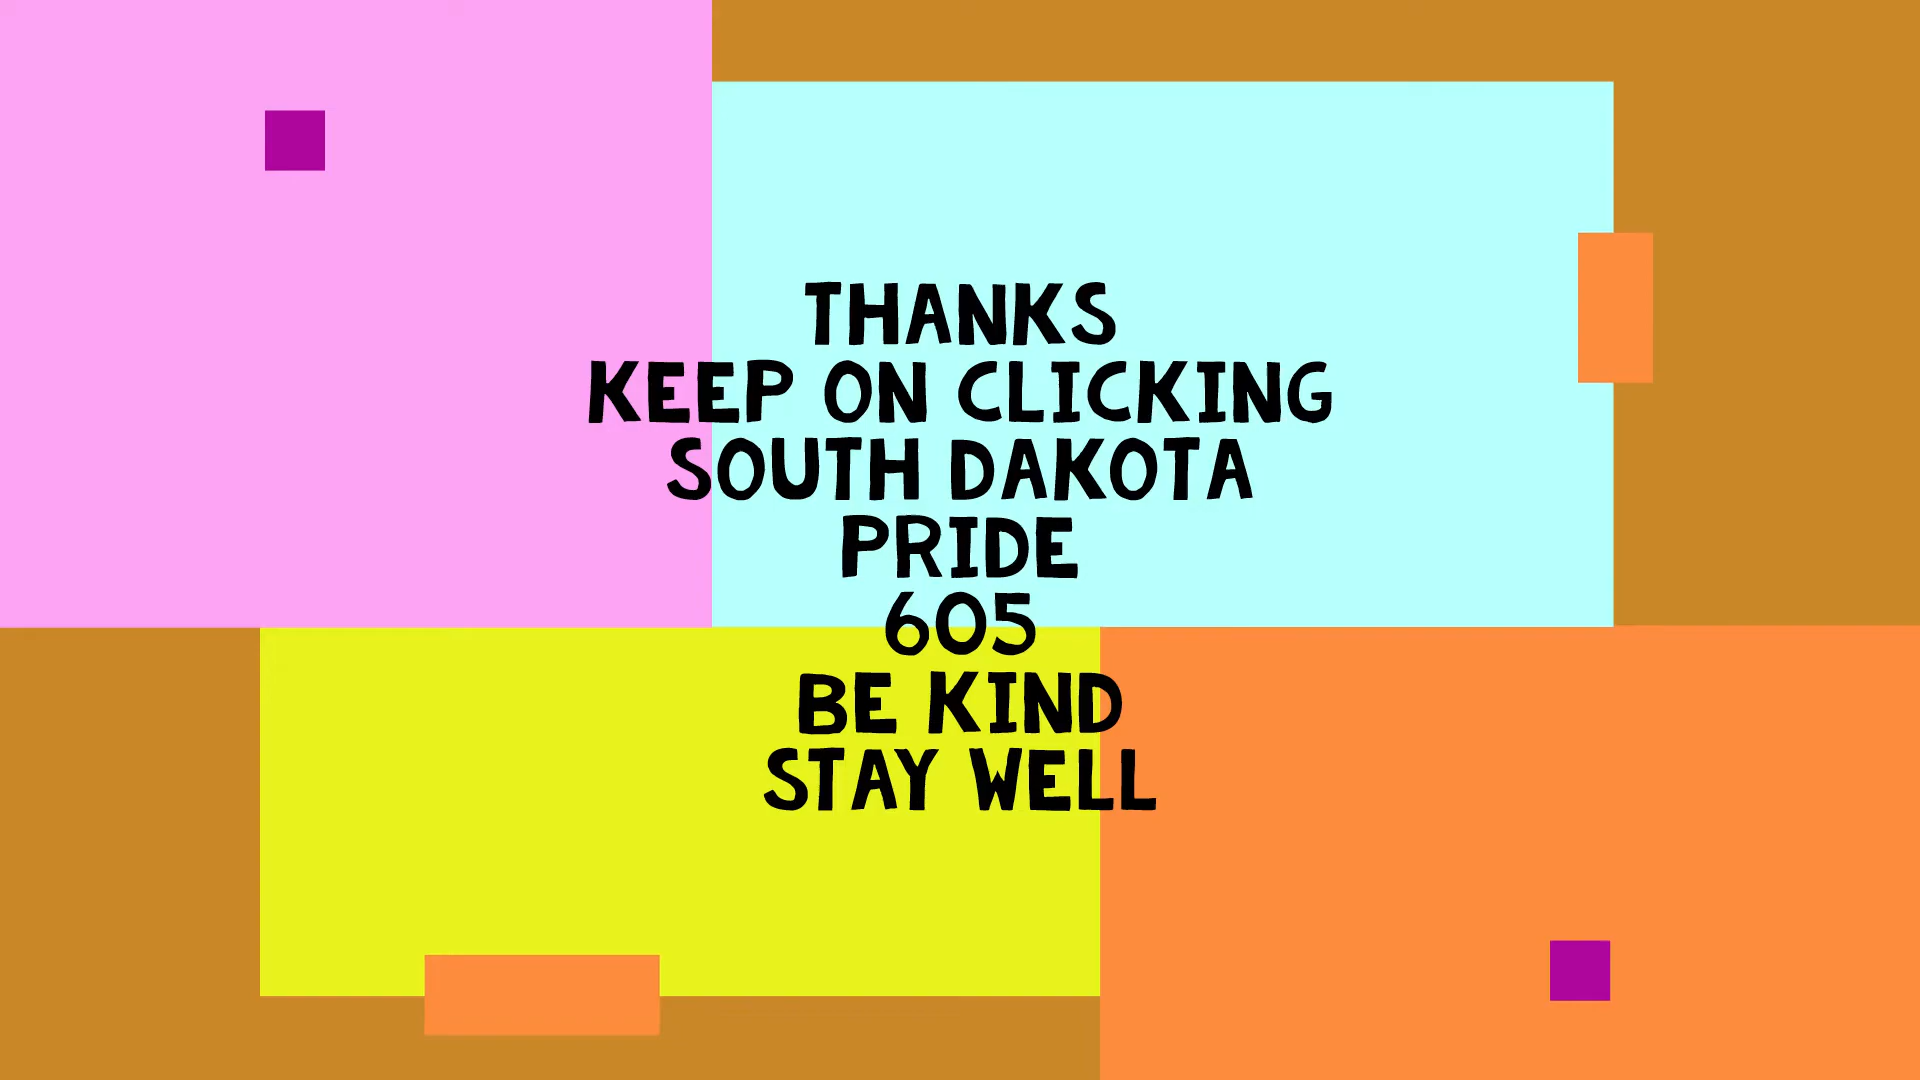 THANKS
KEEP ON CLICKING
SOUTH DAKOTA
PRIDE
605
BE KIND
STAY WELL